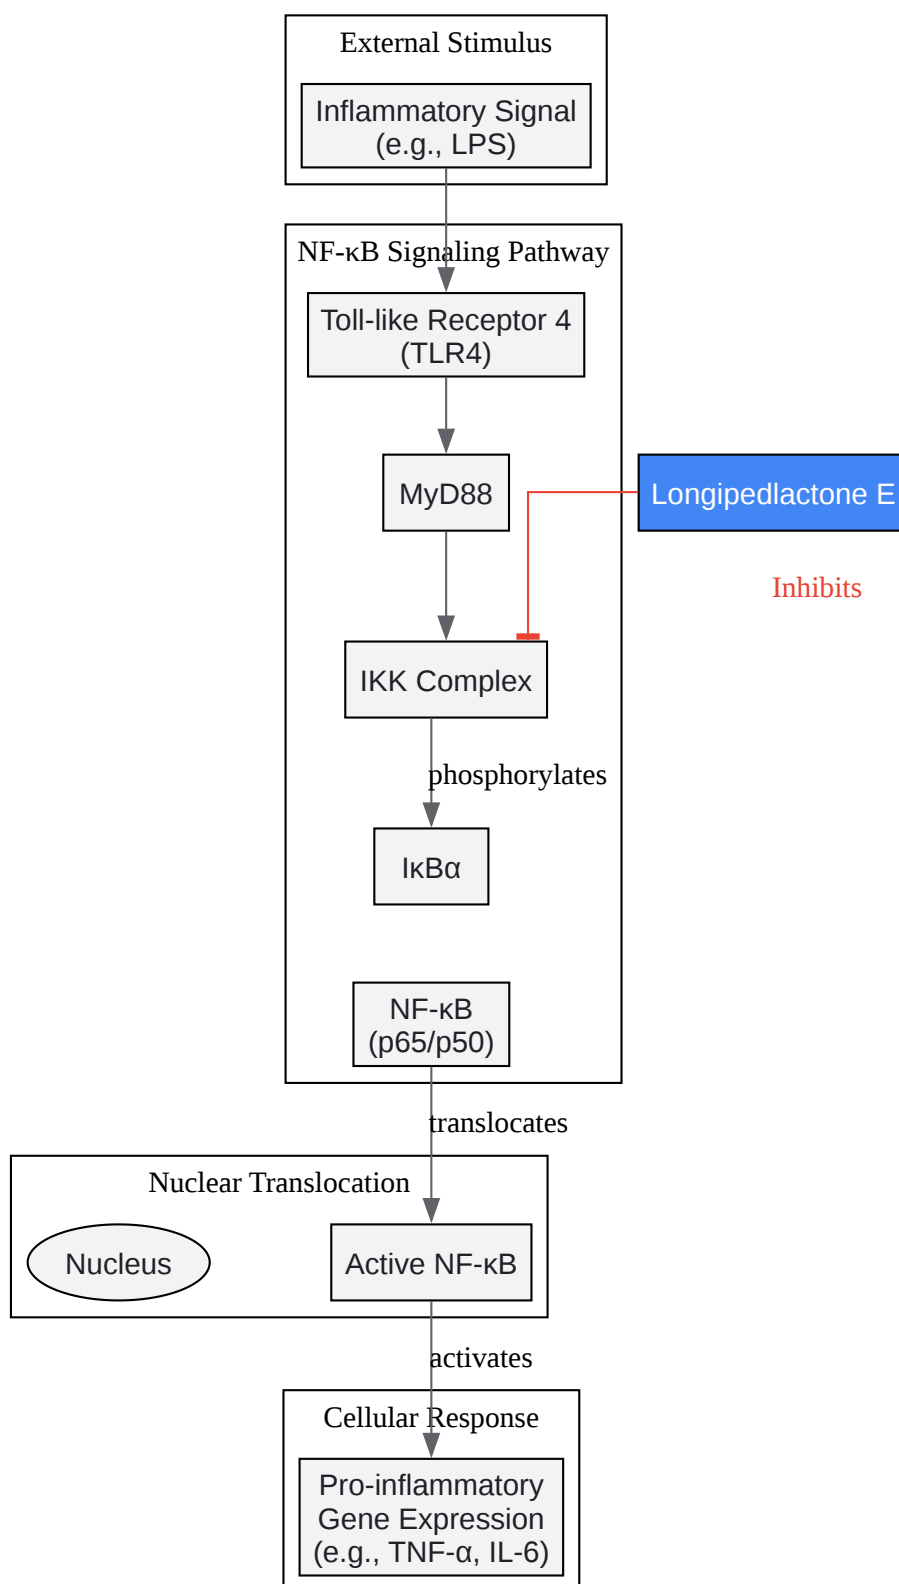 External Stimulus
Inflammatory Signal
(e.g., LPS)
NF-κB Signaling Pathway
Toll-like Receptor 4
(TLR4)
MyD88
Longipedlactone E
Inhibits
IKK Complex
phosphorylates
IκBα
NF-κB
(p65/p50)
translocates
Nuclear Translocation
Nucleus
Active NF-κB
activates
Cellular Response
Pro-inflammatory
Gene Expression
(e.g., TNF-α, IL-6)